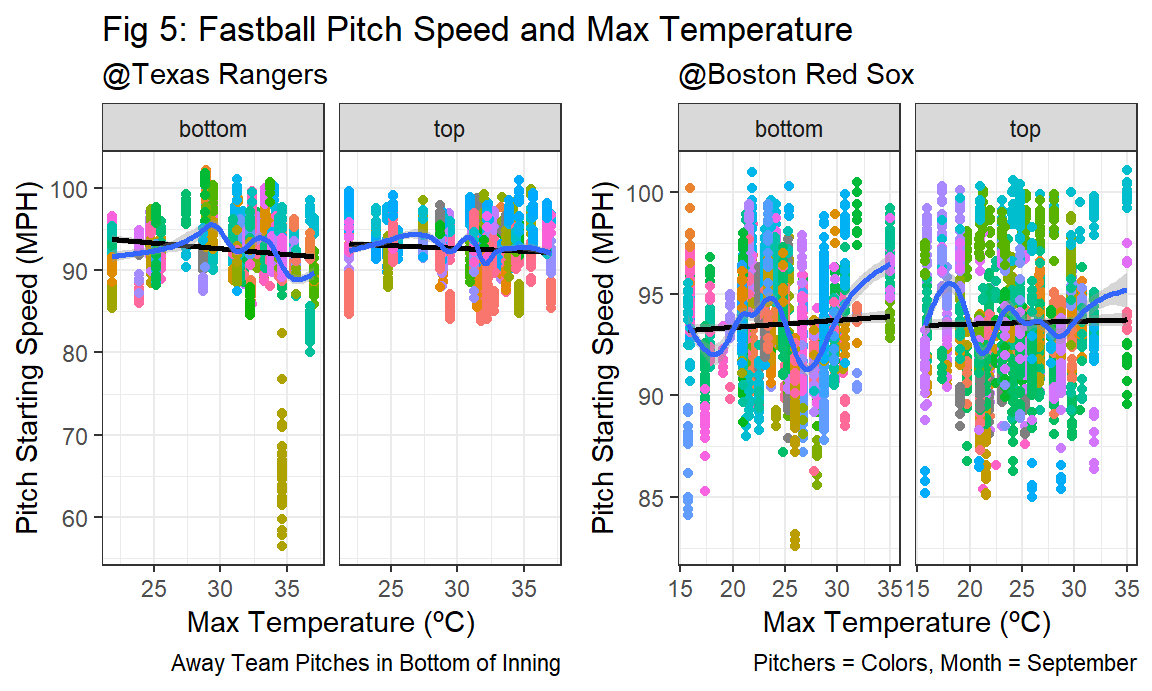 Fig 5: Fastball Pitch Speed and Max Temperature
@Texas Rangers
bottom
top
Pitch Starting Speed (MPH)
100
90
80
70
60
25
30
35
25
30
35
Max Temperature (ºC)
Away Team Pitches in Bottom of Inning
@Boston Red Sox
bottom
top
Pitch Starting Speed (MPH)
100
95
90
85
15
20
25
30
35
15
20
25
30
35
Max Temperature (ºC)
Pitchers = Colors, Month = September